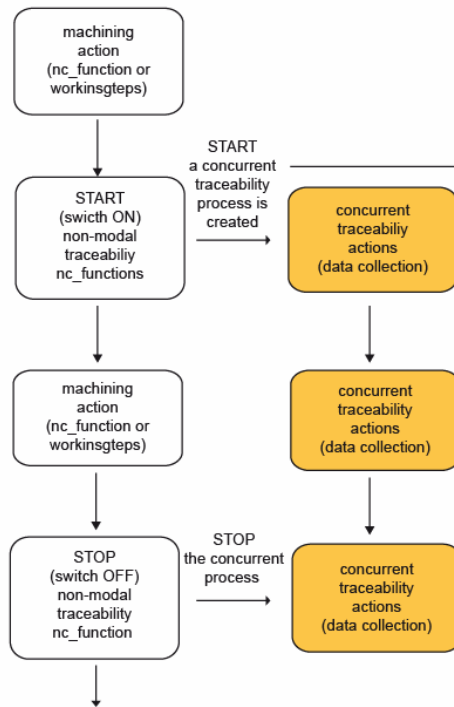 machining
action
(nc_function or
workinsgteps)
START
a concurrent
traceability
process is
created
START
(swicth ON)
non-modal
traceabiliy
nc_functions
concurrent
traceabiliy
actions
(data collection)
machining
action
(nc_function or
workinsgteps)
concurrent
traceability
actions
(data collection)
STOP
(switch OFF)
non-modal
traceability
nc_function
STOP
the concurrent
process
concurrent
traceability
actions
(data collection)